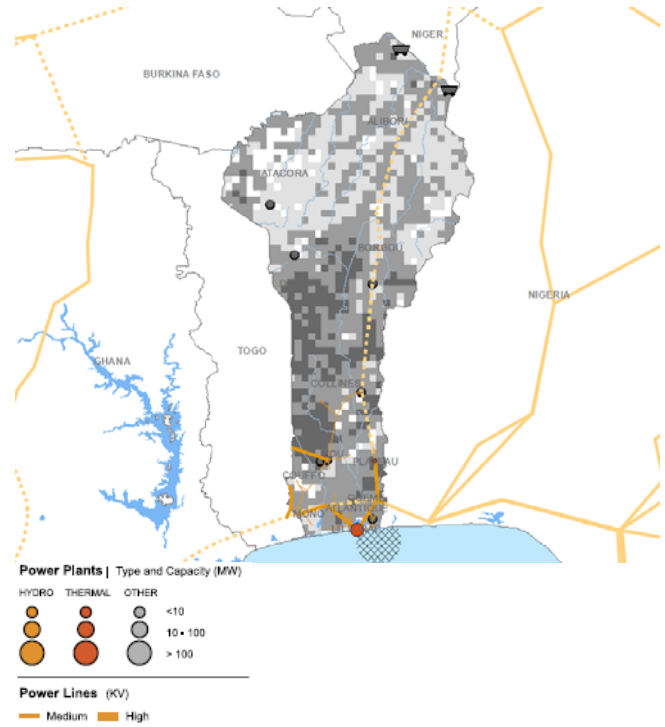 NIGER
BURKINA FASO
ALIBORI
ATACORA
BORGOU
NIGERIA
GHANA
TOGO
COLLINES
PLATEAU
COUFFO
MONO
ATLANTIQUE
Power Plants | Type and Capacity (MW)
HYDRO THERMAL OTHER
<10
10 - 100
> 100
Power Lines (KV)
Medium High